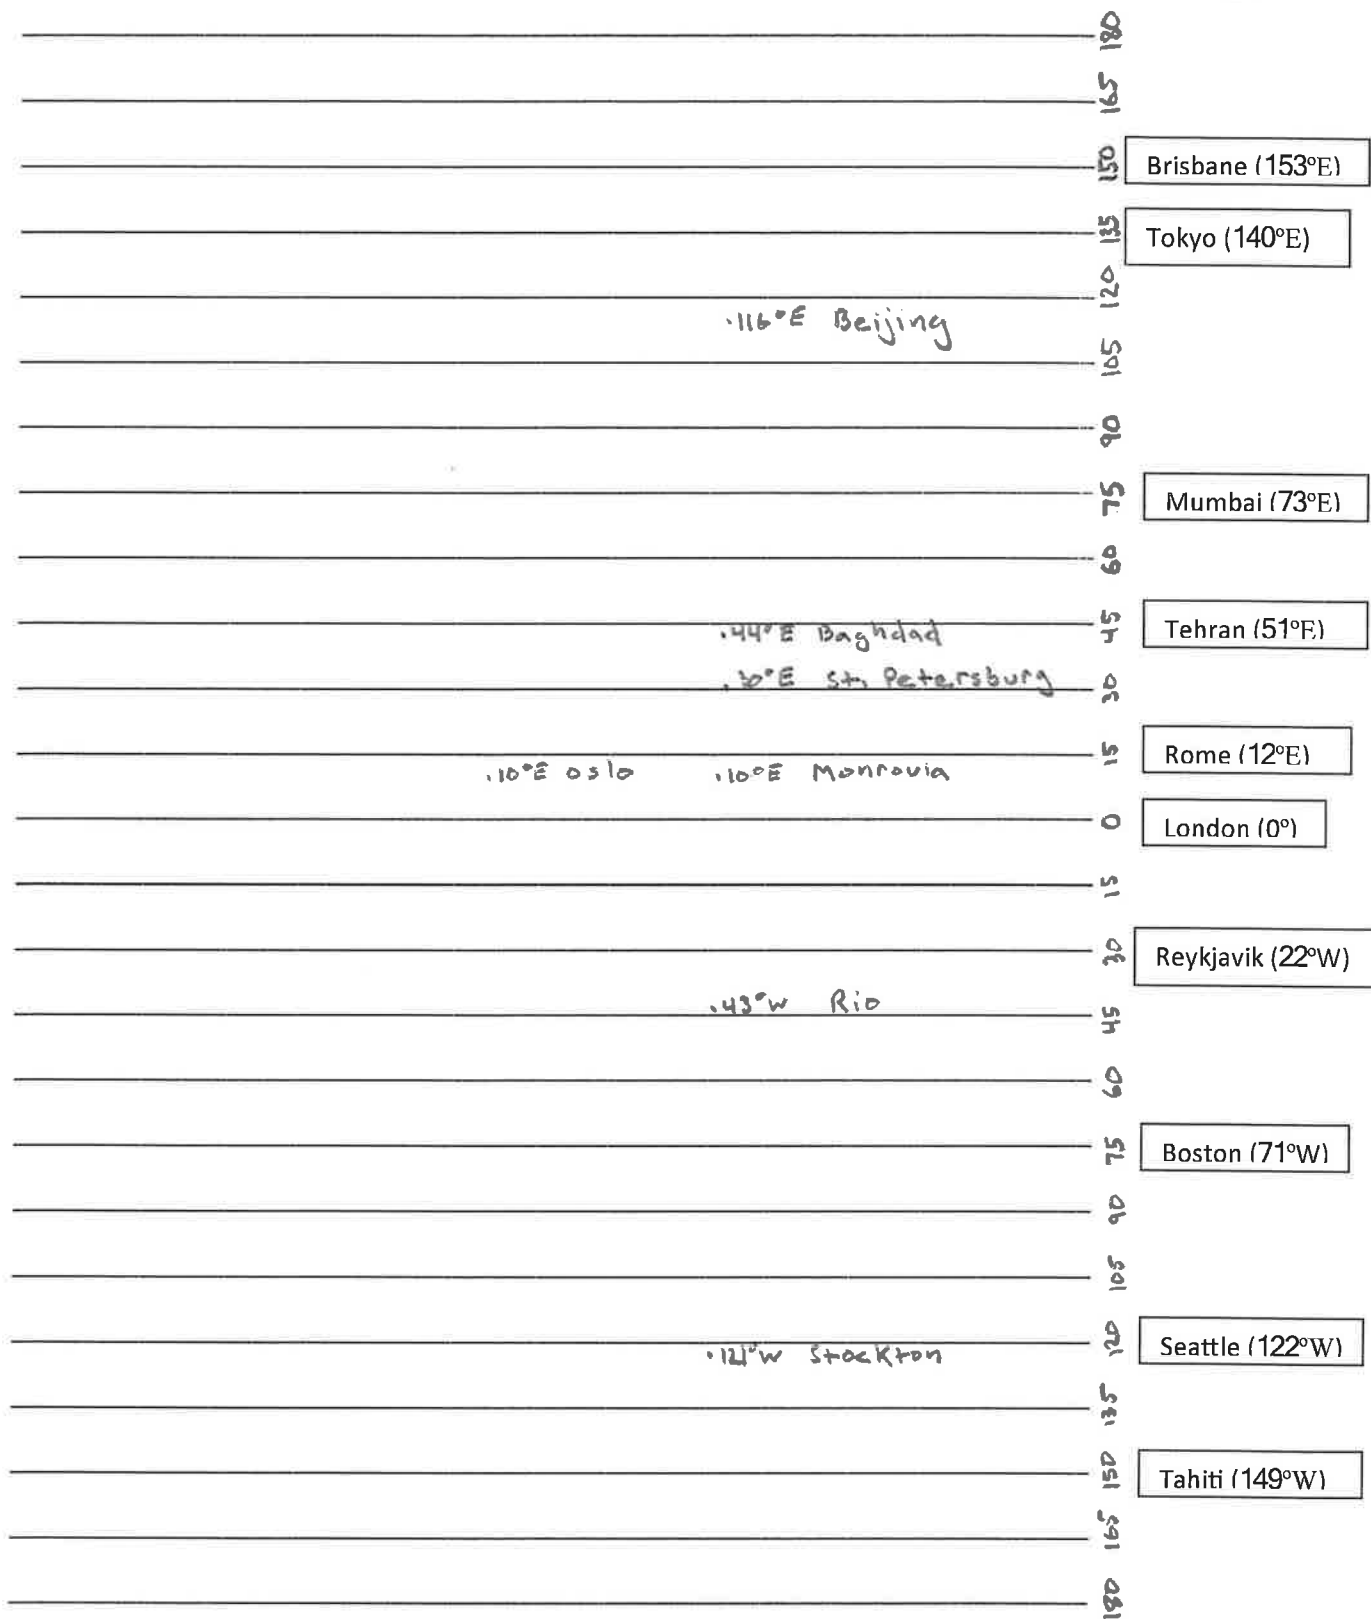 180
165
150 Brisbane (153°E)
135 Tokyo (140°E)
120
.116°E Beijing
105
90
75 Mumbai (73°E)
60
45 Tehran (51°E)
.44°E Baghdad
.30°E St. Petersburg
30
15 Rome (12°E)
.10°E Oslo .10°E Monrovia
0 London (0°)
15
30 Reykjavik (22°W)
.43°W Rio
45
60
75 Boston (71°W)
90
105
120 Seattle (122°W)
.121°W Stockton
135
150 Tahiti (149°W)
165
180